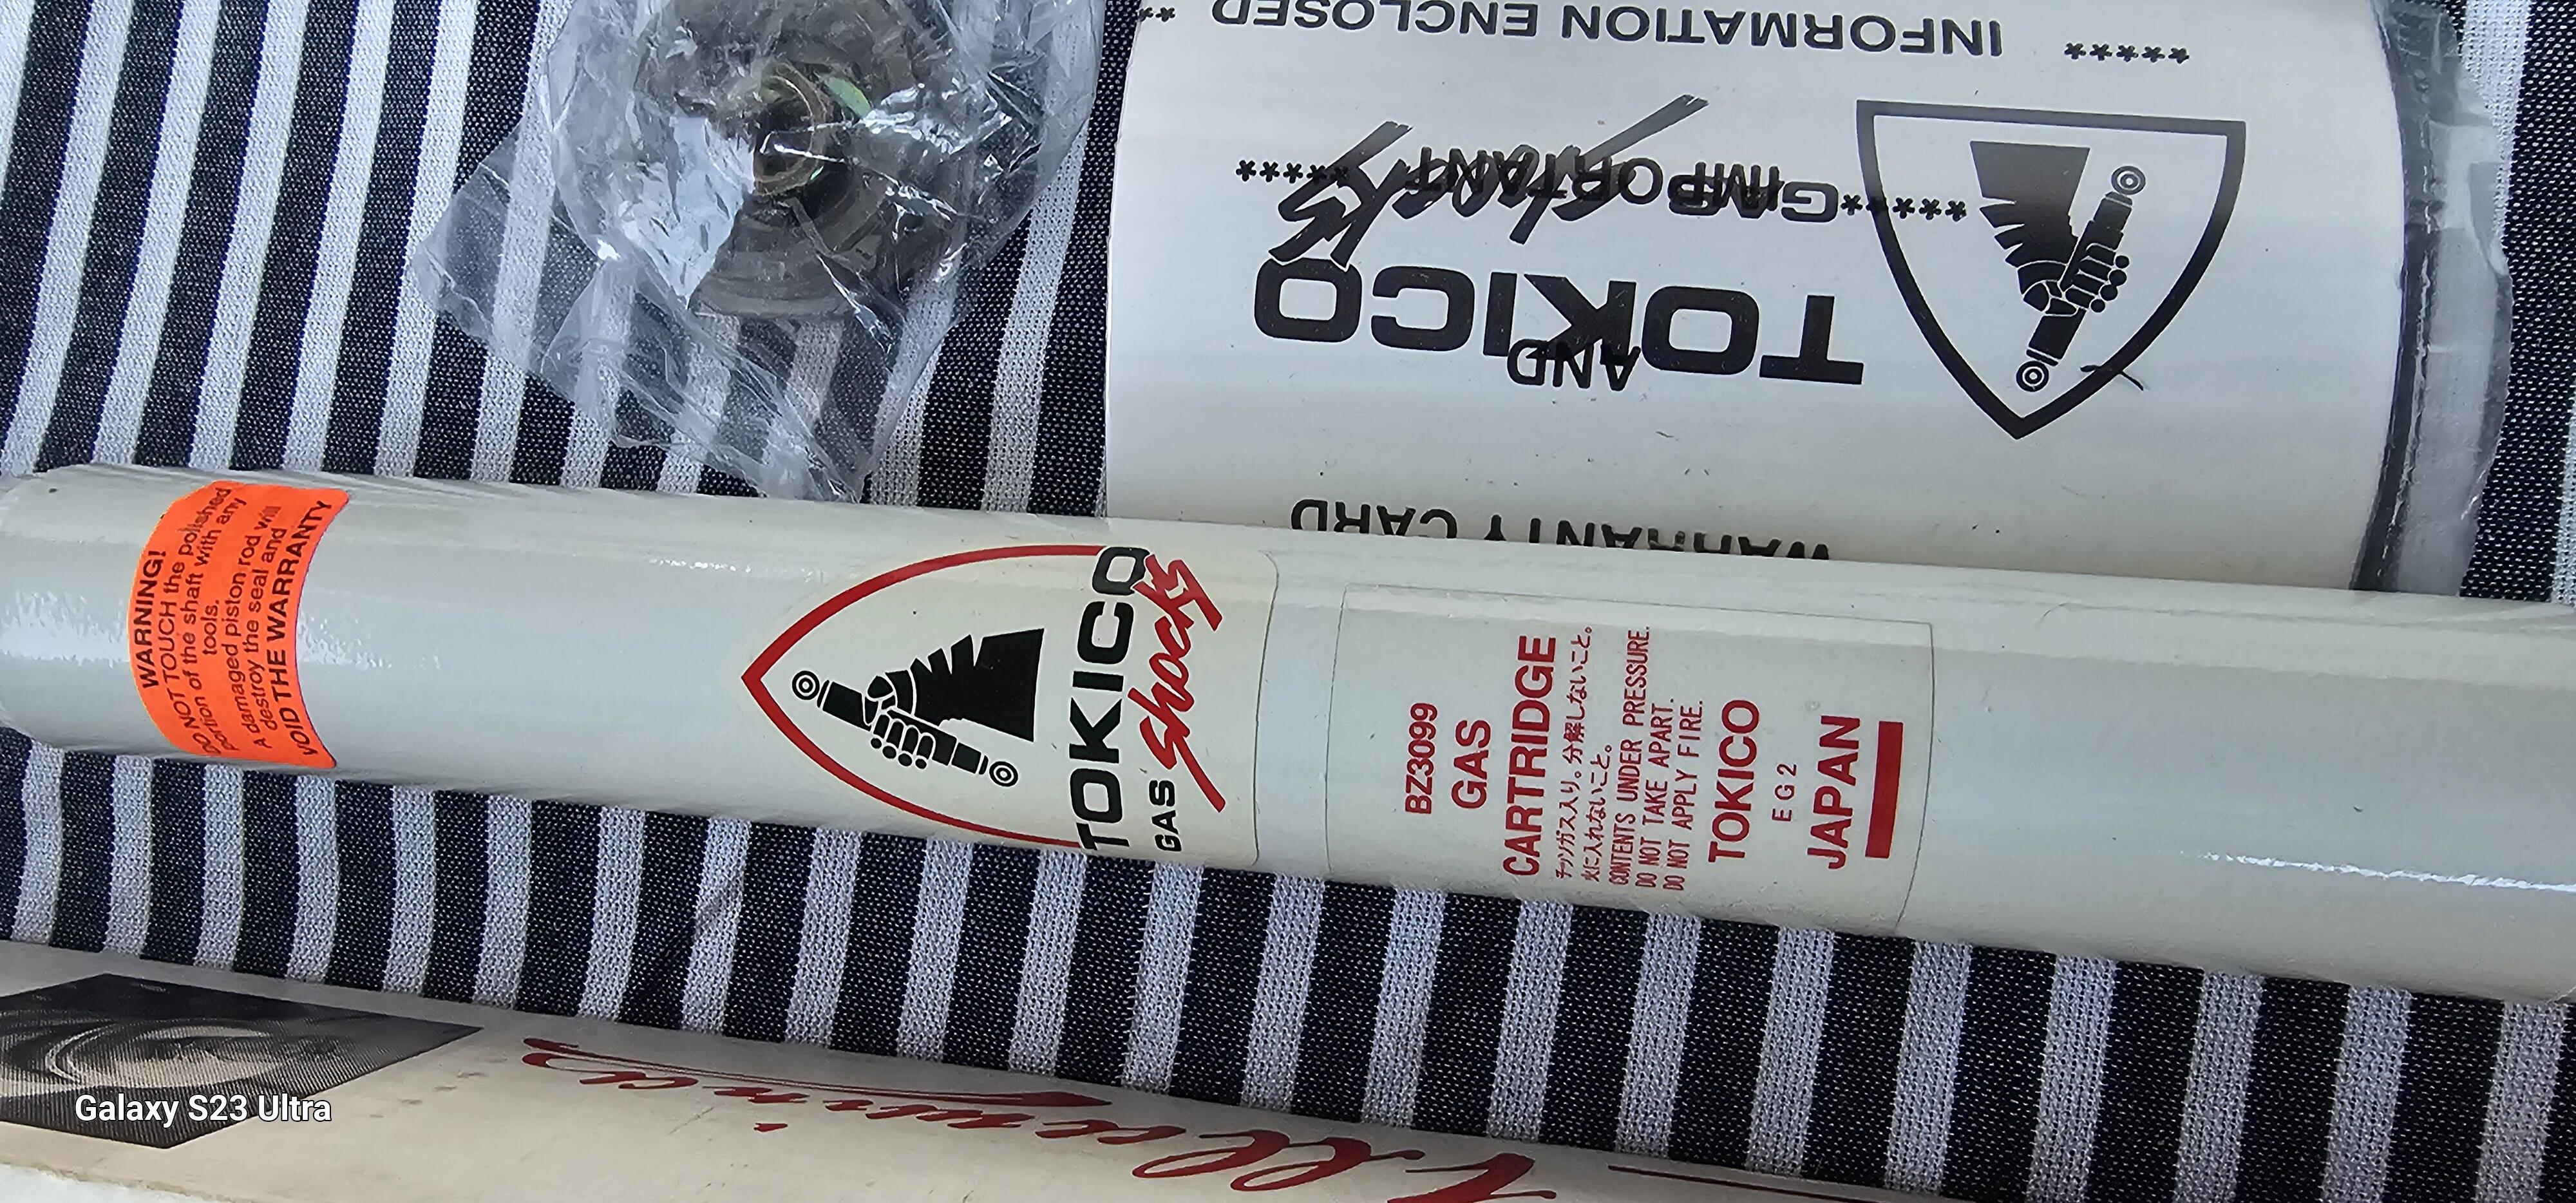 ***** INFORMATION ENCLOSED **
*****IMPORTANT*****
GAS Shocks
TOKICO
AND
WARRANTY CARD
WARNING!
DO NOT TOUCH the polished
portion of the shaft with any
tools.
A damaged piston rod will
destroy the seal and
VOID THE WARRANTY
TOKICO
GAS Shocks
BZ3099
GAS
CARTRIDGE
チッソガス入り。分解しないこと。
火に入れないこと。
CONTENTS UNDER PRESSURE.
DO NOT TAKE APART.
DO NOT APPLY FIRE.
TOKICO
EG2
JAPAN
Galaxy S23 Ultra